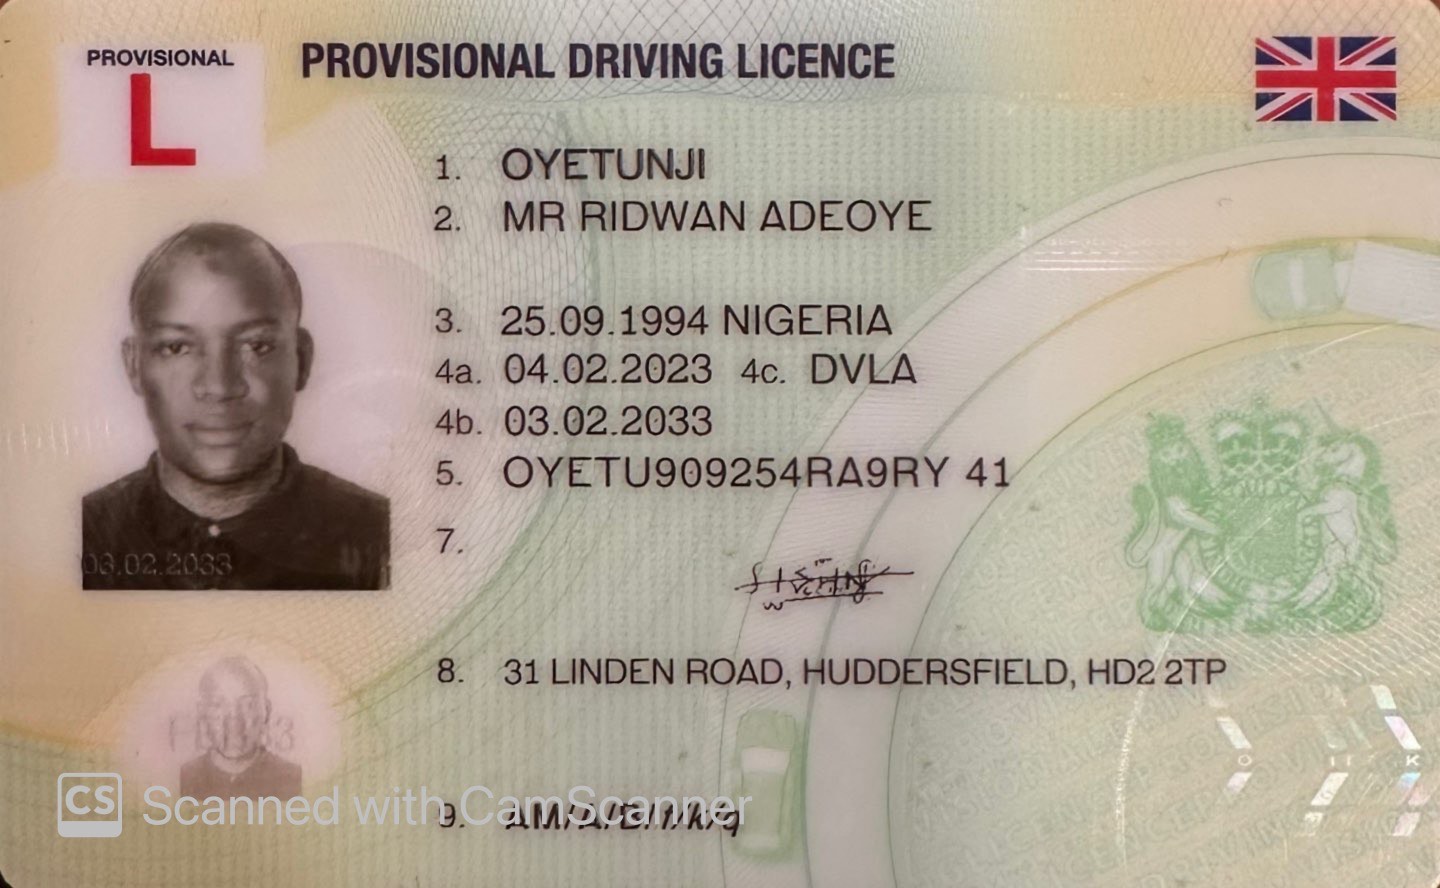 PROVISIONAL
L
PROVISIONAL DRIVING LICENCE
1. OYETUNJI
2. MR RIDWAN ADEOYE
3. 25.09.1994 NIGERIA
4a. 04.02.2023 4c. DVLA
4b. 03.02.2033
5. OYETU909254RA9RY 41
7.
03.02.2033
8. 31 LINDEN ROAD, HUDDERSFIELD, HD2 2TP
9. AM/A/B/f/k/q
CS Scanned with CamScanner